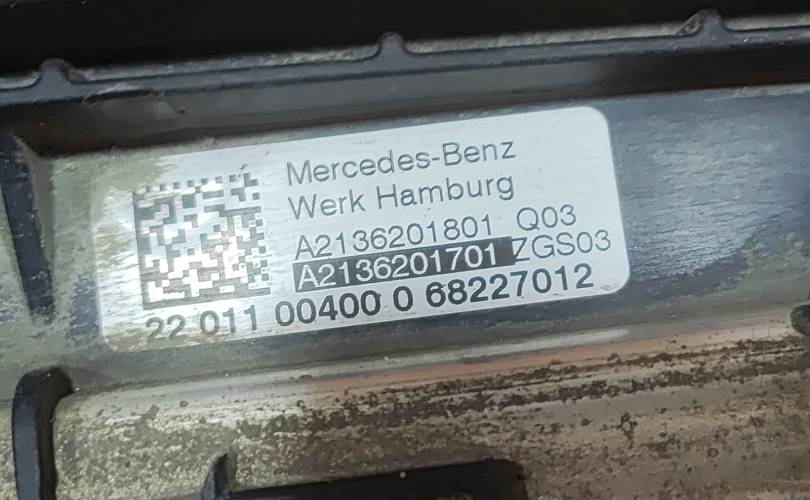 Mercedes-Benz
Werk Hamburg
A2136201801 Q03
A2136201701 ZGS03
22 011 00400 0 68227012